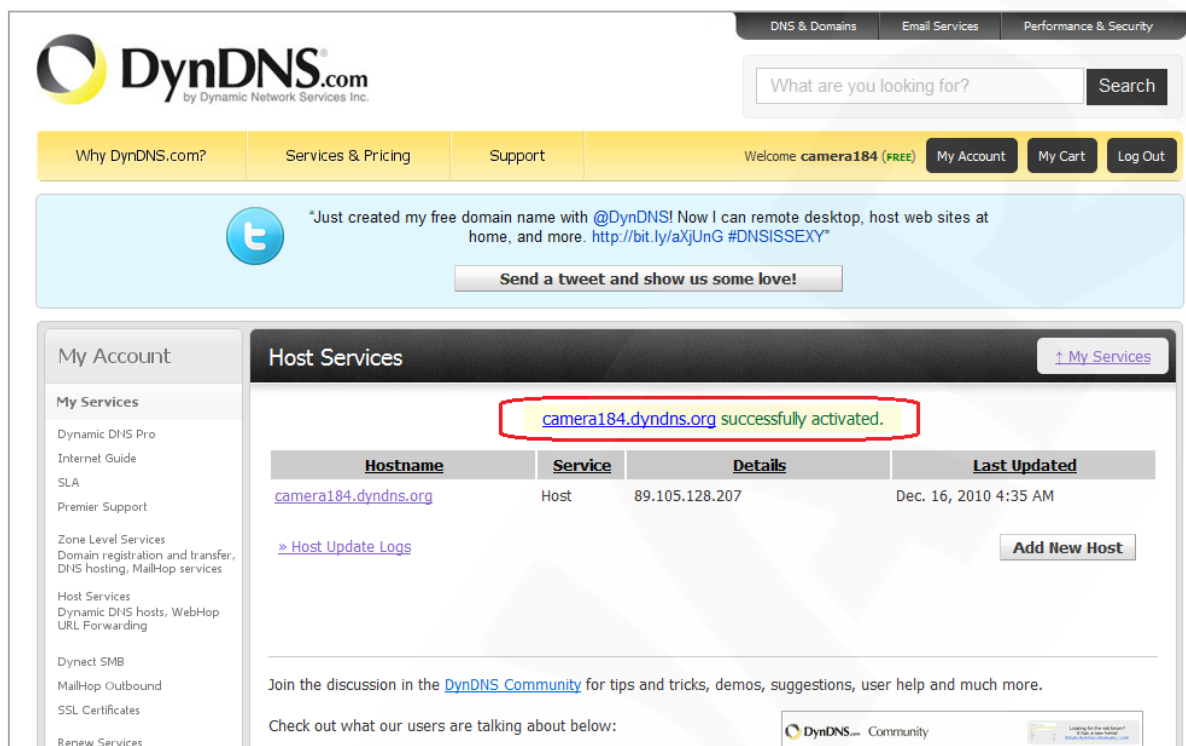 DNS & Domains Email Services Performance & Security
DynDNS.com
by Dynamic Network Services Inc.
What are you looking for? Search
Why DynDNS.com? Services & Pricing Support Welcome camera184 (FREE) My Account My Cart Log Out
"Just created my free domain name with @DynDNS! Now I can remote desktop, host web sites at
home, and more. http://bit.ly/aXjUnG #DNSISSEXY"
Send a tweet and show us some love!
My Account
Host Services
↑ My Services
My Services
Dynamic DNS Pro
Internet Guide
SLA
Premier Support
Zone Level Services
Domain registration and transfer,
DNS hosting, MailHop services
Host Services
Dynamic DNS hosts, WebHop
URL Forwarding
Dynect SMB
MailHop Outbound
SSL Certificates
Renew Services
camera184.dyndns.org successfully activated.
Hostname Service Details Last Updated
camera184.dyndns.org Host 89.105.128.207 Dec. 16, 2010 4:35 AM
» Host Update Logs
Add New Host
Join the discussion in the DynDNS Community for tips and tricks, demos, suggestions, user help and much more.
Check out what our users are talking about below:
DynDNS.com Community